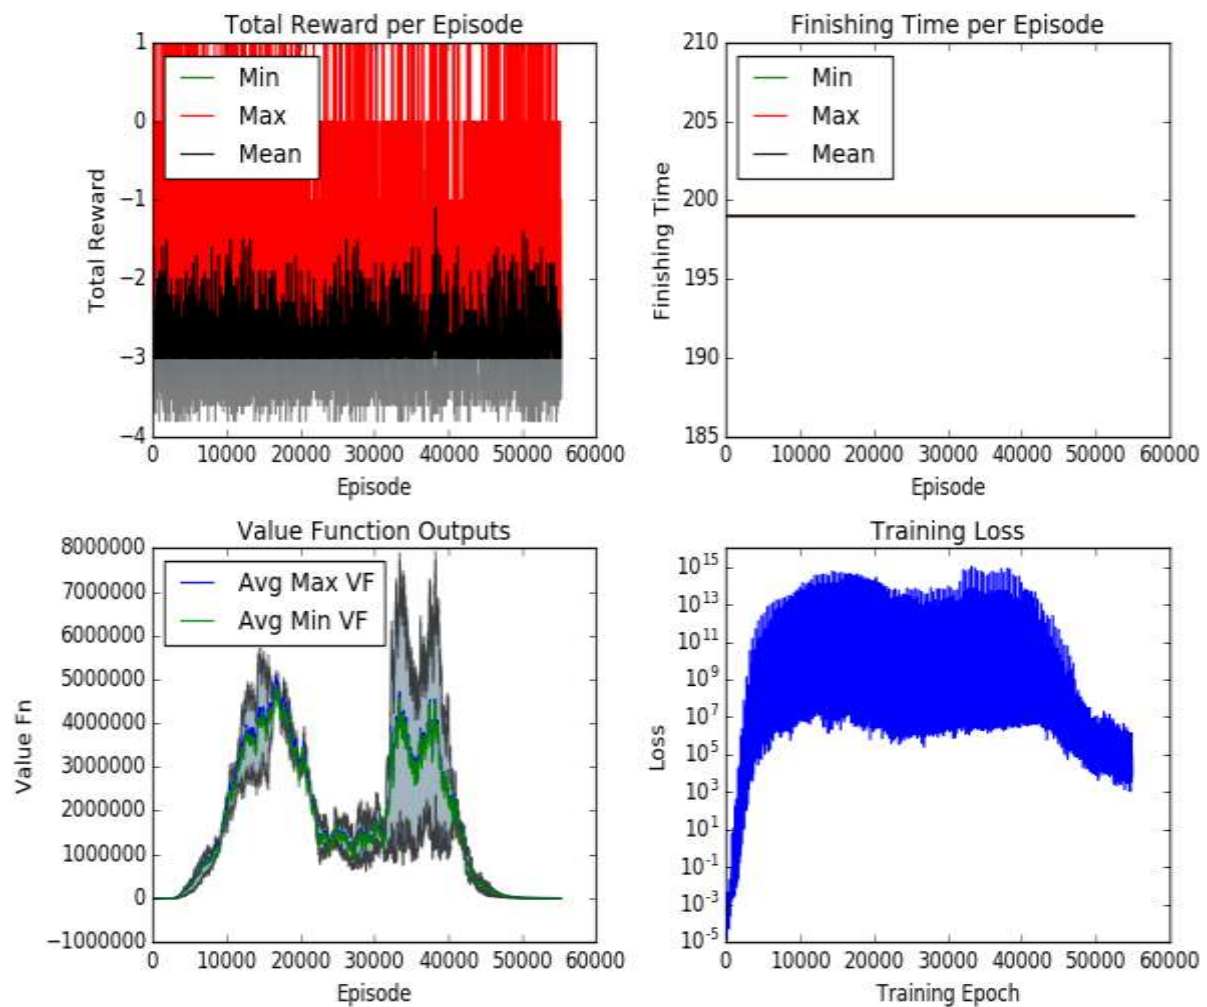 Total Reward per Episode
1
0
−1
−2
−3
−4
Total Reward
Min
Max
Mean
0 10000 20000 30000 40000 50000 60000
Episode
Finishing Time per Episode
210
205
200
195
190
185
Finishing Time
Min
Max
Mean
0 10000 20000 30000 40000 50000 60000
Episode
Value Function Outputs
8000000
7000000
6000000
5000000
4000000
3000000
2000000
1000000
0
−1000000
Value Fn
Avg Max VF
Avg Min VF
0 10000 20000 30000 40000 50000 60000
Episode
Training Loss
10^15
10^13
10^11
10^9
10^7
10^5
10^3
10^1
10^-1
10^-3
10^-5
Loss
0 10000 20000 30000 40000 50000 60000
Training Epoch